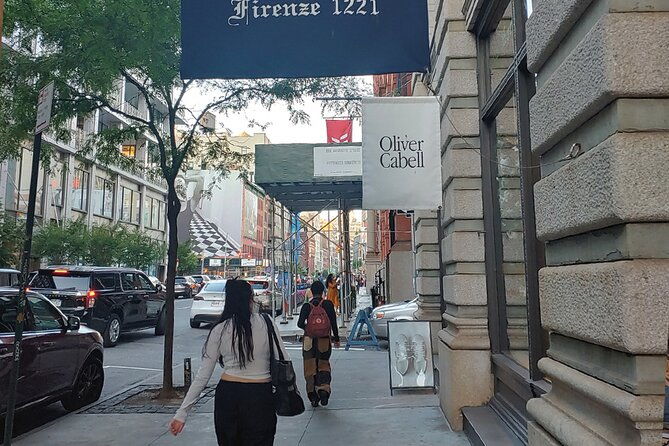 Firenze 1221
Oliver
Cabell